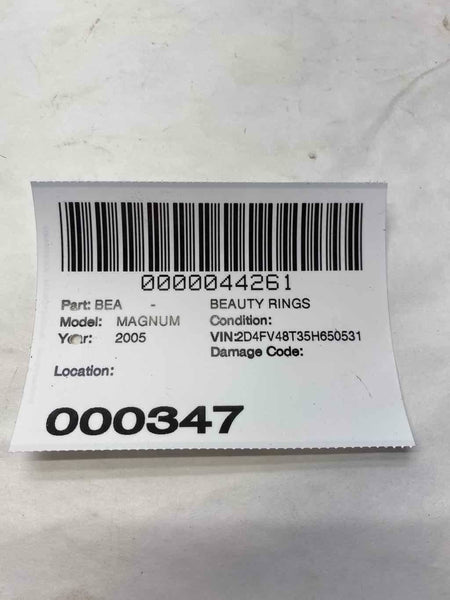 0000044261
Part: BEA - BEAUTY RINGS
Model: MAGNUM Condition:
Year: 2005 VIN:2D4FV48T35H650531
Damage Code:
Location:
000347